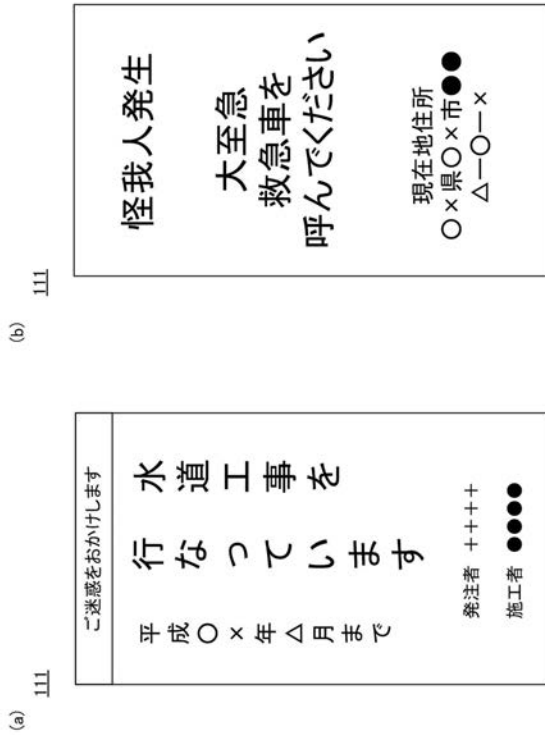 (a)
111
ご迷惑をおかけします
水道工事を
行なっています
平成〇×年△月まで
発注者 ++++
施工者 ●●●●
(b)
111
怪我人発生
大至急
救急車を
呼んでください
現在地住所
〇×県〇×市●●
△ー〇ー×